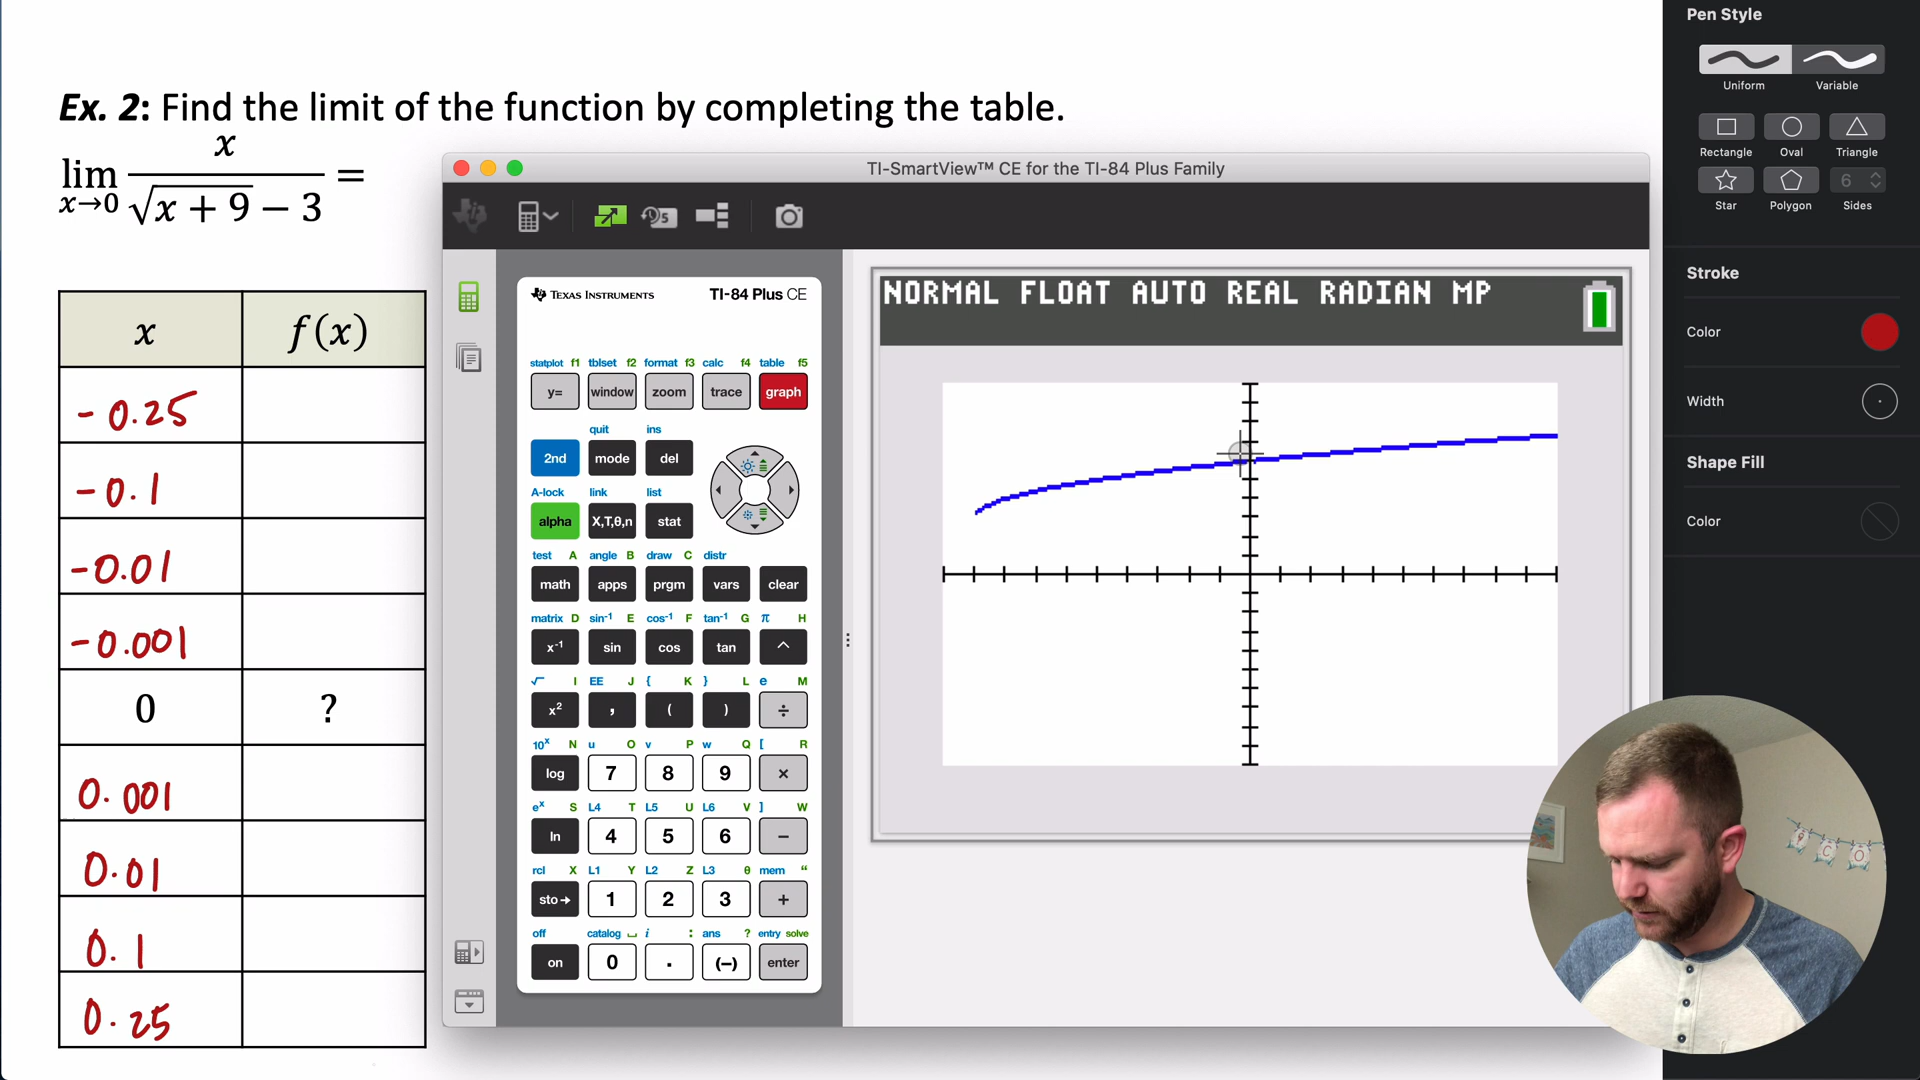 Ex. 2: Find the limit of the function by completing the table.
lim x→0 x / √x + 9 − 3 =
x f(x)
- 0.25
-0.1
-0.01
-0.001
0 ?
0.001
0.01
0.1
0.25
TI-SmartView™ CE for the TI-84 Plus Family
5
TEXAS INSTRUMENTS TI-84 Plus CE
statplot f1 tblset f2 format f3 calc f4 table f5
y= window zoom trace graph
quit ins
2nd mode del
A-lock link list
alpha X,T,θ,n stat
test A angle B draw C distr
math apps prgm vars clear
matrix D sin⁻¹ E cos⁻¹ F tan⁻¹ G π H
x⁻¹ sin cos tan ^
√ I EE J { K } L e M
x² , ( ) ÷
10ˣ N u O v P w Q [ R
log 7 8 9 ×
eˣ S L4 T L5 U L6 V ] W
ln 4 5 6 −
rcl X L1 Y L2 Z L3 θ mem “
sto→ 1 2 3 +
off catalog ⎵ i : ans ? entry solve
on 0 . (−) enter
NORMAL FLOAT AUTO REAL RADIAN MP
Pen Style
Uniform Variable
Rectangle Oval Triangle
6
Star Polygon Sides
Stroke
Color
Width
Shape Fill
Color